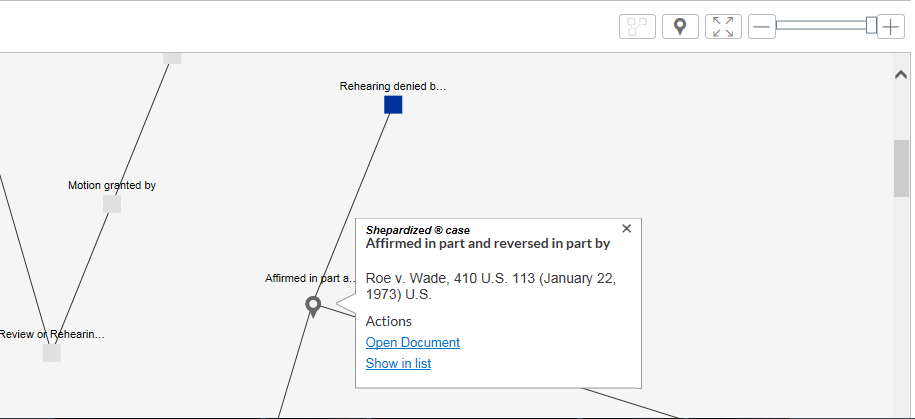 Rehearing denied b…
Motion granted by
Shepardized ® case
Affirmed in part and reversed in part by
Affirmed in part a…
Roe v. Wade, 410 U.S. 113 (January 22,
1973) U.S.
Actions
Review or Rehearin…
Open Document
Show in list